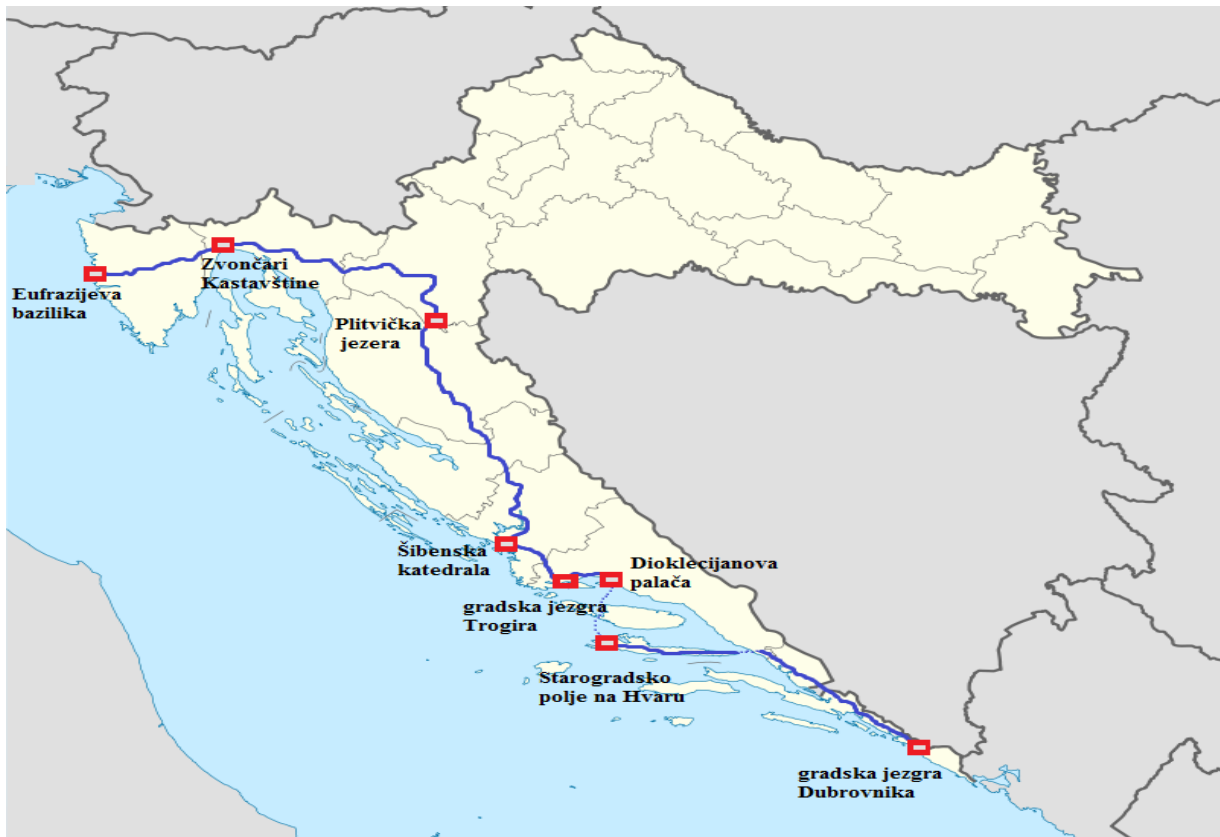 Zvončari
Kastavštine
Eufrazijeva
bazilika
Plitvička
jezera
Šibenska
katedrala
Dioklecijanova
palača
gradska jezgra
Trogira
Starogradsko
polje na Hvaru
gradska jezgra
Dubrovnika